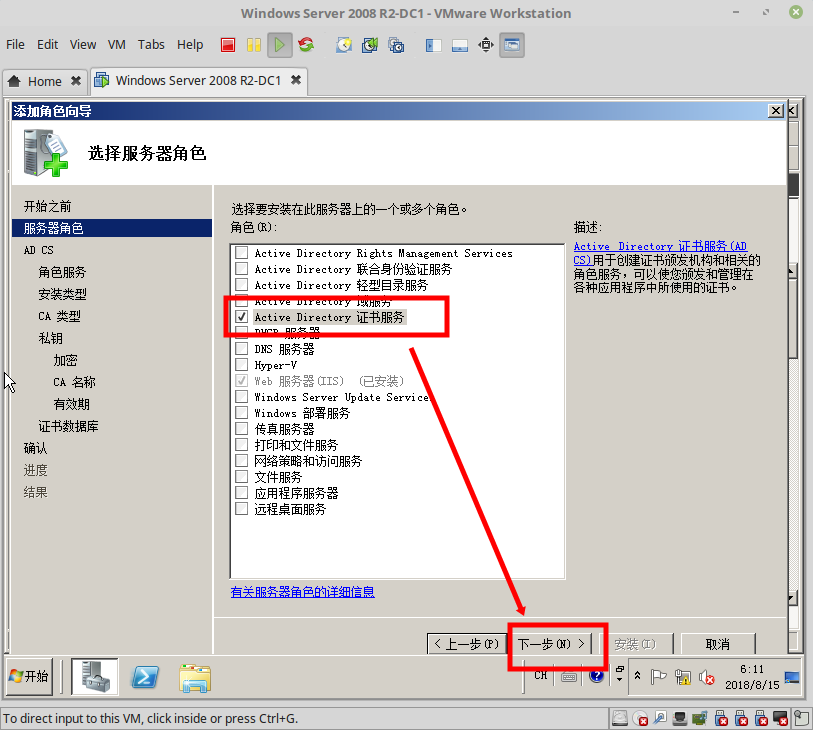 Windows Server 2008 R2-DC1 - VMware Workstation
File Edit View VM Tabs Help
Home Windows Server 2008 R2-DC1
添加角色向导
选择服务器角色
开始之前
服务器角色
AD CS
角色服务
安装类型
CA 类型
私钥
加密
CA 名称
有效期
证书数据库
确认
进度
结果
选择要安装在此服务器上的一个或多个角色。
角色(R):
Active Directory Rights Management Services
Active Directory 联合身份验证服务
Active Directory 轻型目录服务
Active Directory 域服务
Active Directory 证书服务
DHCP 服务器
DNS 服务器
Hyper-V
Web 服务器(IIS) (已安装)
Windows Server Update Services
Windows 部署服务
传真服务器
打印和文件服务
网络策略和访问服务
文件服务
应用程序服务器
远程桌面服务
有关服务器角色的详细信息
描述:
Active Directory 证书服务(AD
CS)用于创建证书颁发机构和相关的
角色服务，可以使您颁发和管理在
各种应用程序中所使用的证书。
< 上一步(P) 下一步(N) > 安装(I) 取消
开始
CH
6:11
2018/8/15
To direct input to this VM, click inside or press Ctrl+G.